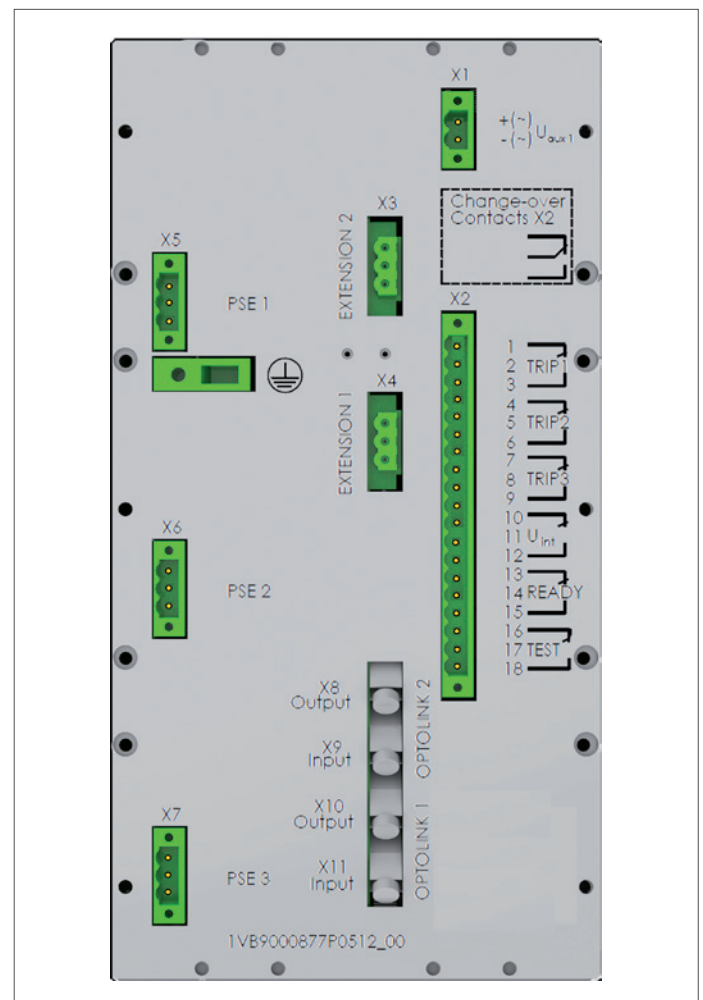 X1
+(~)
-(~) Uaux 1
Change-over
Contacts X2
X3
EXTENSION 2
X5
PSE 1
X2
X4
EXTENSION 1
1
2 TRIP1
3
4
5 TRIP2
6
7
8 TRIP3
9
10
11 Uint
12
13
14 READY
15
16
17 TEST
18
X6
PSE 2
X8
Output
X9
Input
OPTOLINK 2
X10
Output
X11
Input
OPTOLINK 1
X7
PSE 3
1VB9000877P0512_00